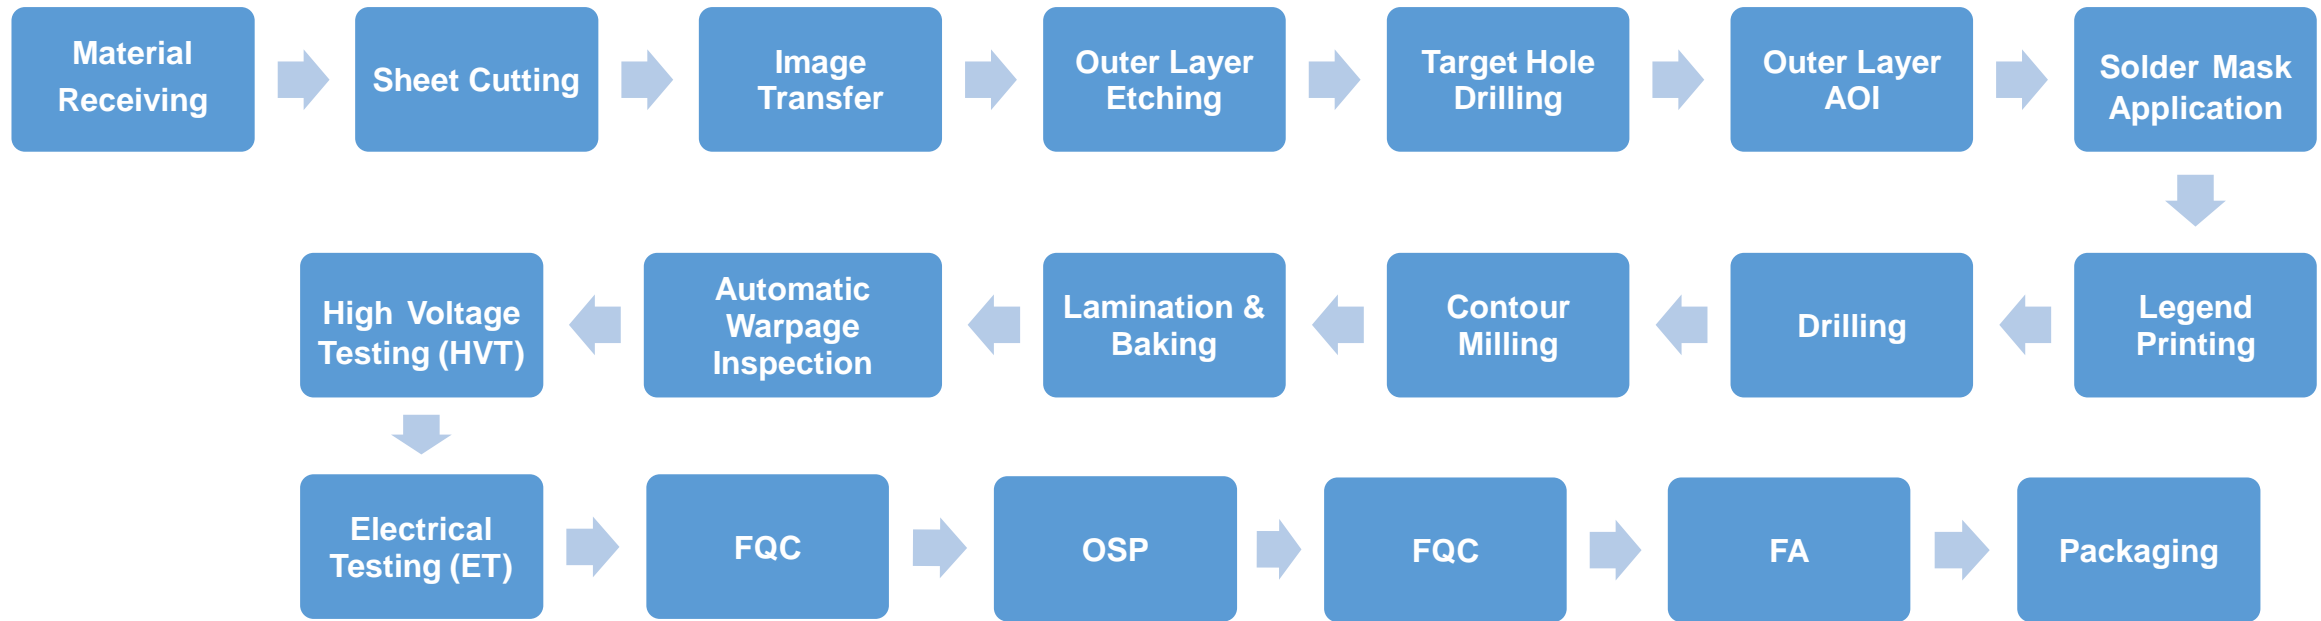 Material
Receiving
Sheet Cutting
Image
Transfer
Outer Layer
Etching
Target Hole
Drilling
Outer Layer
AOI
Solder Mask
Application
Legend
Printing
Drilling
Contour
Milling
Lamination &
Baking
Automatic
Warpage
Inspection
High Voltage
Testing (HVT)
Electrical
Testing (ET)
FQC
OSP
FQC
FA
Packaging